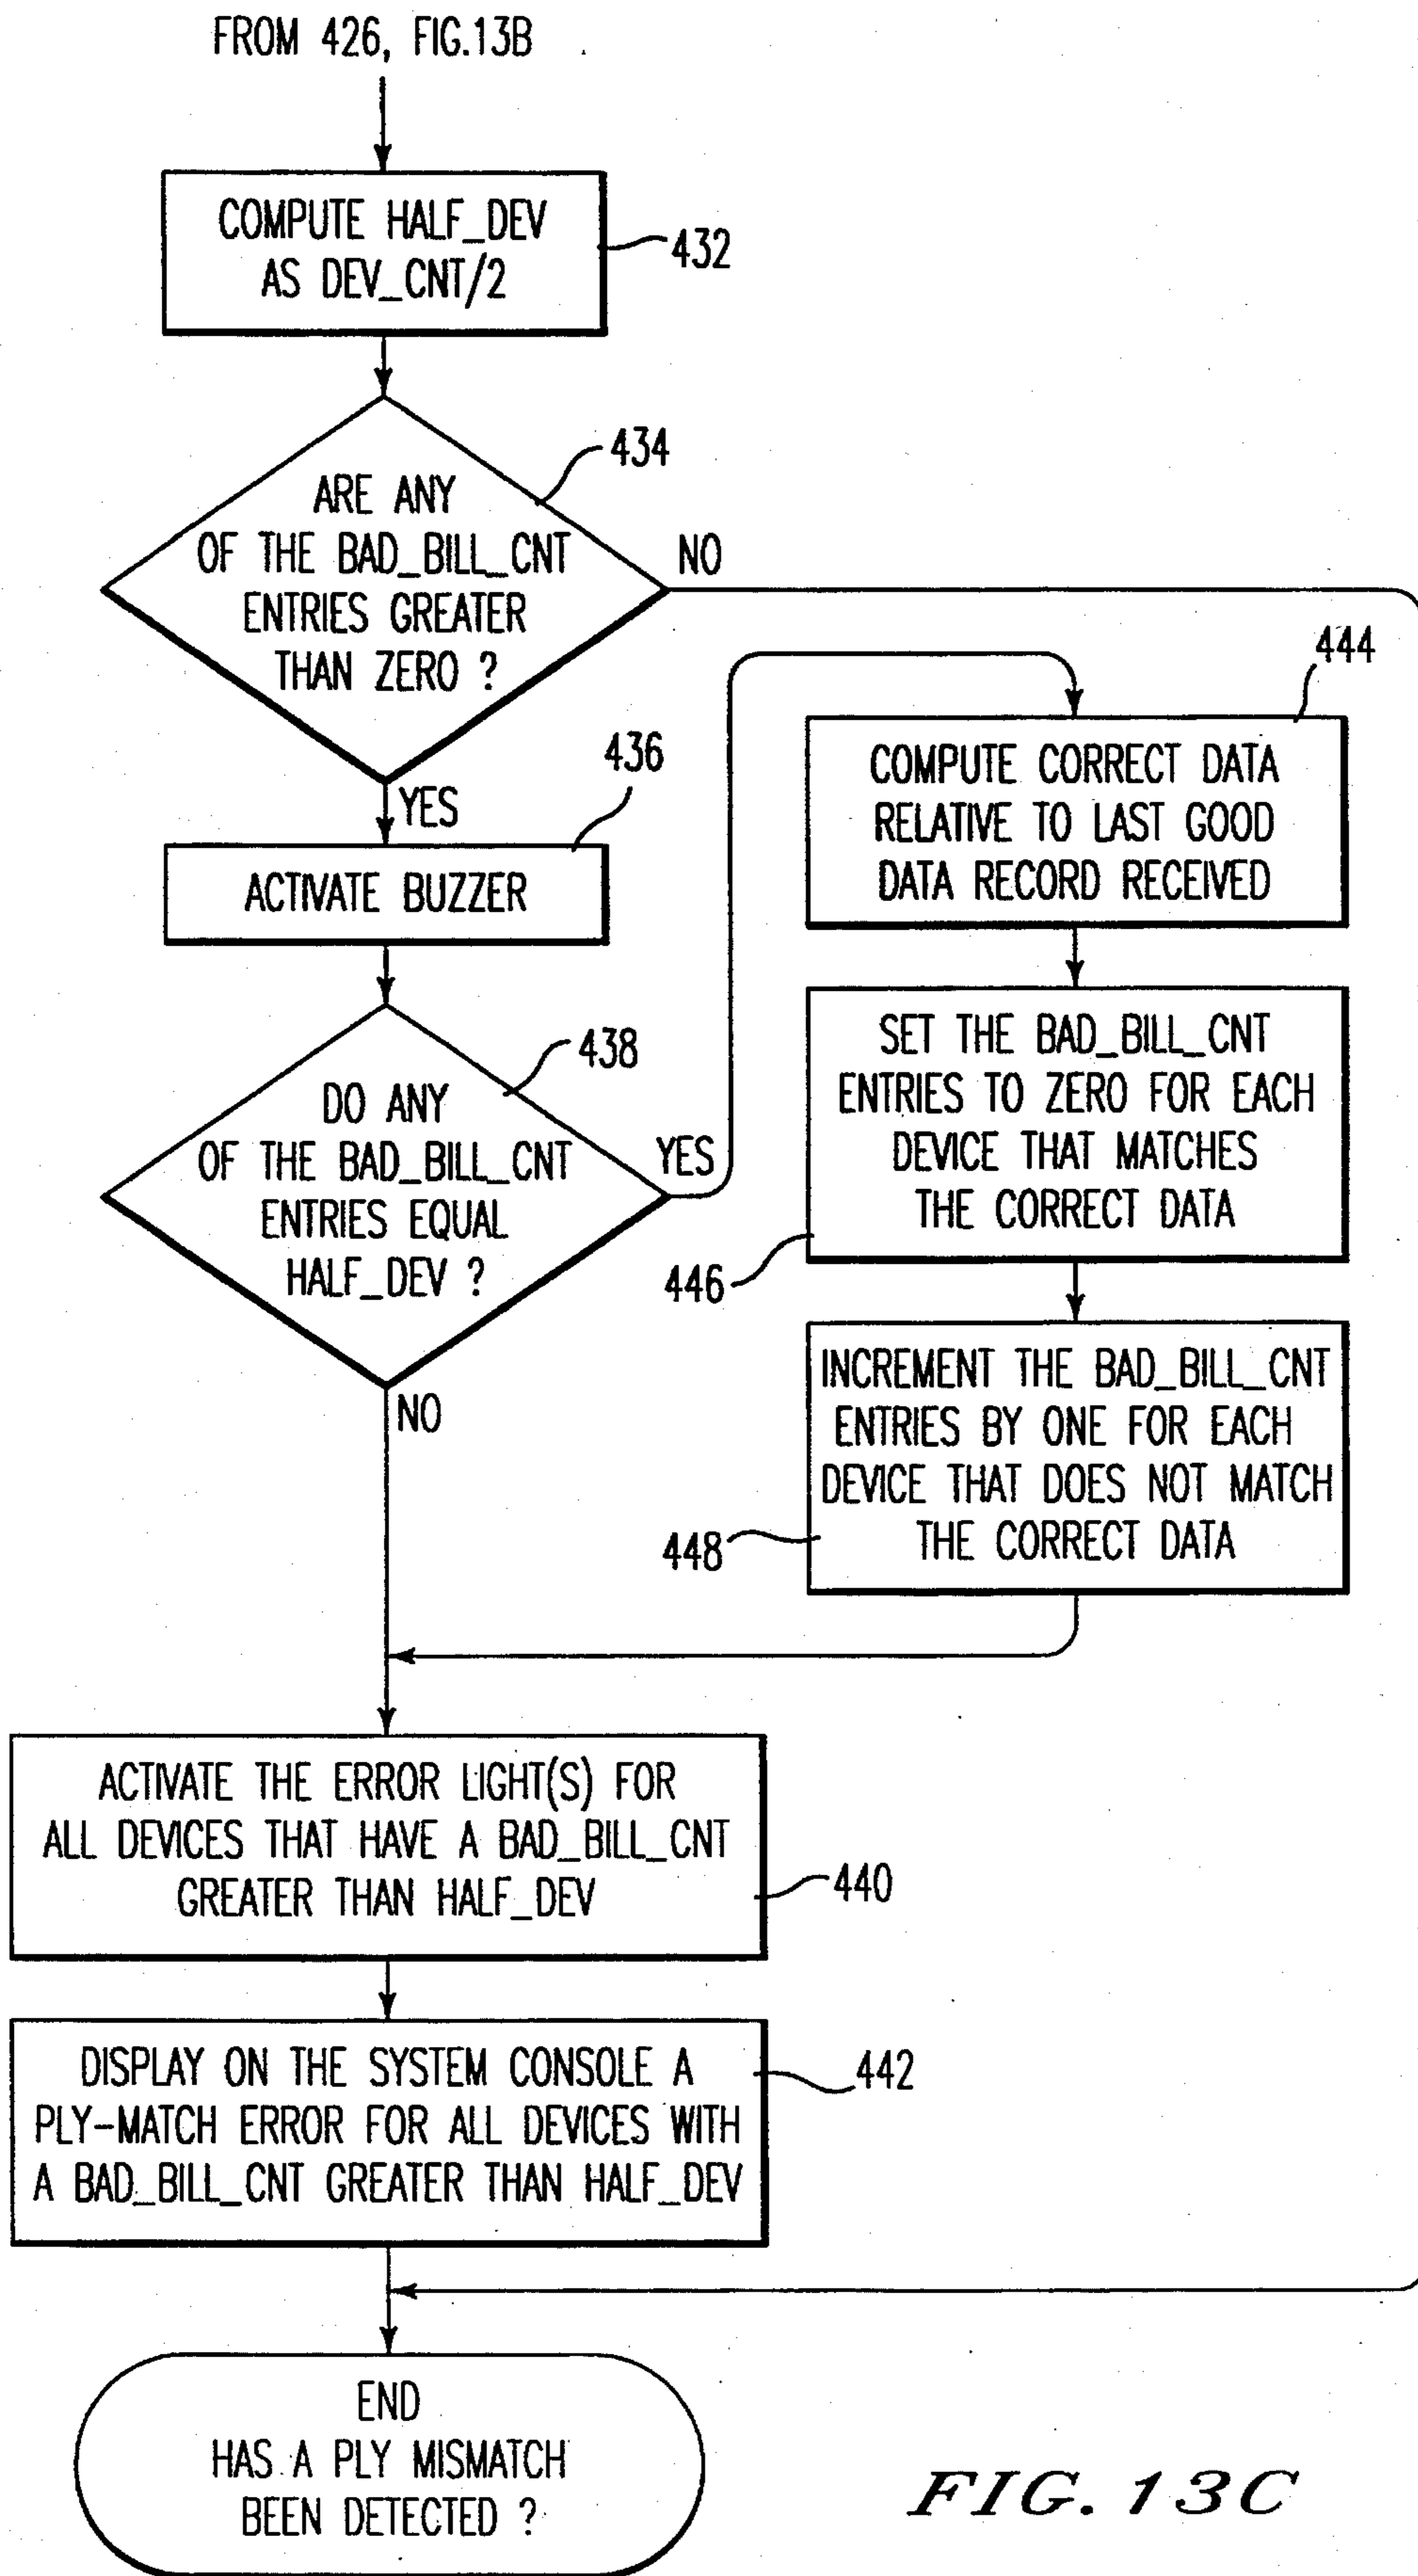 FROM 426, FIG.13B
COMPUTE HALF_DEV
AS DEV_CNT/2
432
ARE ANY
OF THE BAD_BILL_CNT
ENTRIES GREATER
THAN ZERO ?
434
NO
YES
436
ACTIVATE BUZZER
DO ANY
OF THE BAD_BILL_CNT
ENTRIES EQUAL
HALF_DEV ?
438
YES
NO
444
COMPUTE CORRECT DATA
RELATIVE TO LAST GOOD
DATA RECORD RECEIVED
SET THE BAD_BILL_CNT
ENTRIES TO ZERO FOR EACH
DEVICE THAT MATCHES
THE CORRECT DATA
446
INCREMENT THE BAD_BILL_CNT
ENTRIES BY ONE FOR EACH
DEVICE THAT DOES NOT MATCH
THE CORRECT DATA
448
ACTIVATE THE ERROR LIGHT(S) FOR
ALL DEVICES THAT HAVE A BAD_BILL_CNT
GREATER THAN HALF_DEV
440
DISPLAY ON THE SYSTEM CONSOLE A
PLY-MATCH ERROR FOR ALL DEVICES WITH
A BAD_BILL_CNT GREATER THAN HALF_DEV
442
END
HAS A PLY MISMATCH
BEEN DETECTED ?
FIG. 13C